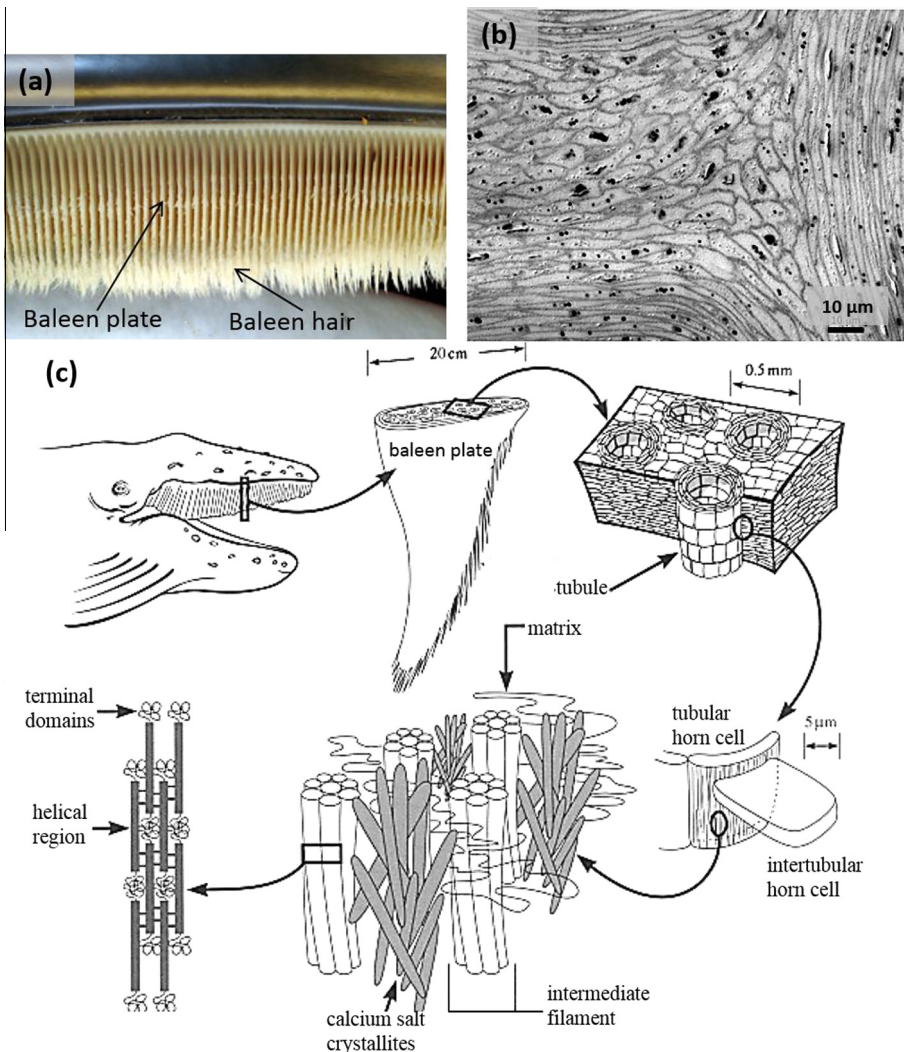 (a)
Baleen plate
Baleen hair
(b)
10 μm
(c)
20 cm
baleen plate
0.5 mm
tubule
matrix
terminal
domains
helical
region
tubular
horn cell
5 μm
intertubular
horn cell
calcium salt
crystallites
intermediate
filament